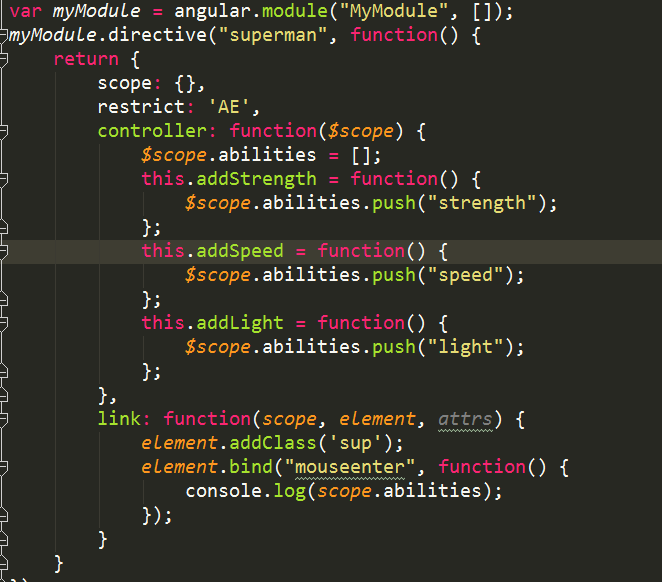 var myModule = angular.module("MyModule", []);
myModule.directive("superman", function() {
    return {
        scope: {},
        restrict: 'AE',
        controller: function($scope) {
            $scope.abilities = [];
            this.addStrength = function() {
                $scope.abilities.push("strength");
            };
            this.addSpeed = function() {
                $scope.abilities.push("speed");
            };
            this.addLight = function() {
                $scope.abilities.push("light");
            };
        },
        link: function(scope, element, attrs) {
            element.addClass('sup');
            element.bind("mouseenter", function() {
                console.log(scope.abilities);
            });
        }
    }